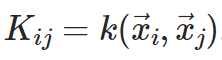 $K_{ij} = k(\vec{x}_i, \vec{x}_j)$